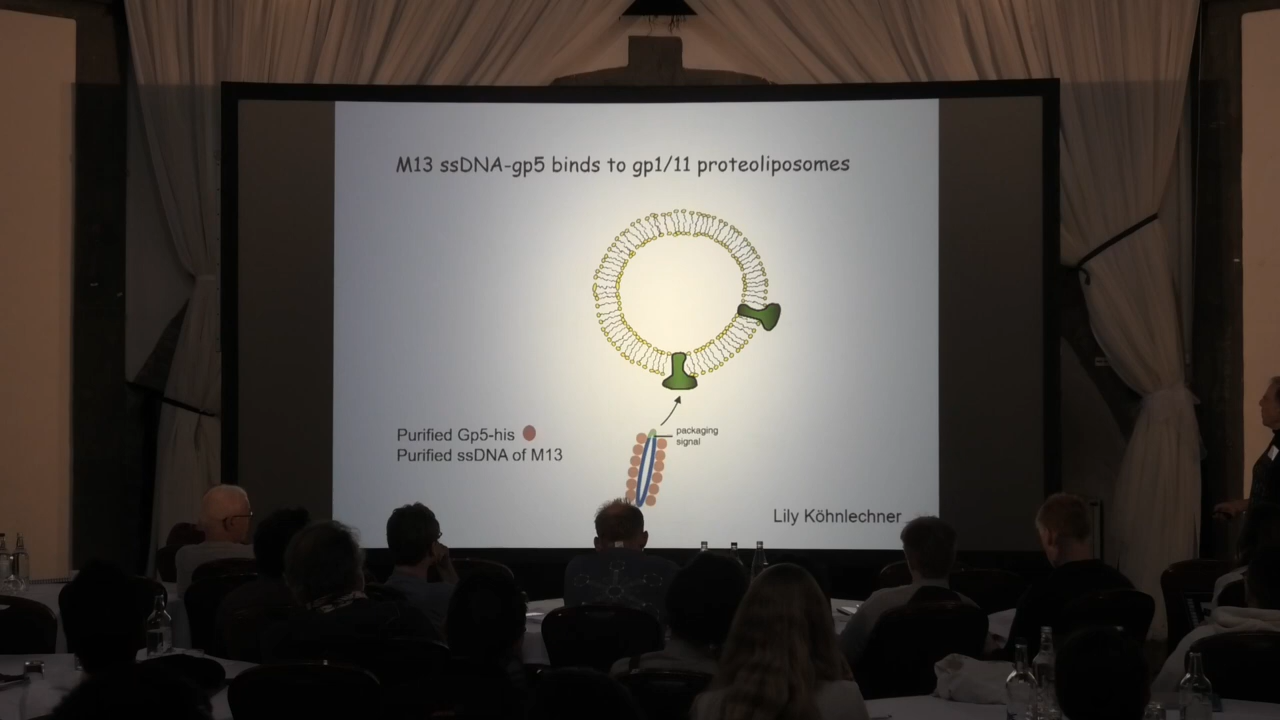 M13 ssDNA-gp5 binds to gp1/11 proteoliposomes
packaging
signal
Purified Gp5-his
Purified ssDNA of M13
Lily Köhnlechner